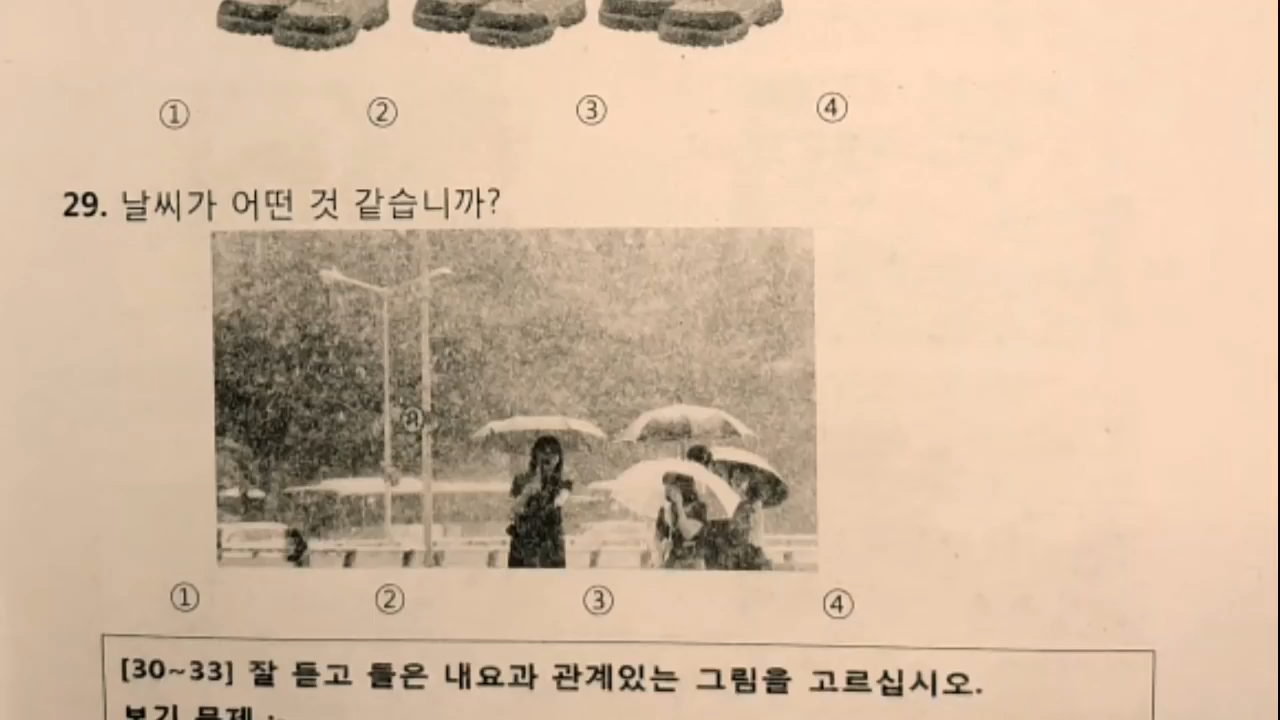 ① ② ③ ④
29. 날씨가 어떤 것 같습니까?
① ② ③ ④
[30~33] 잘 듣고 들은 내요과 관계있는 그림을 고르십시오.